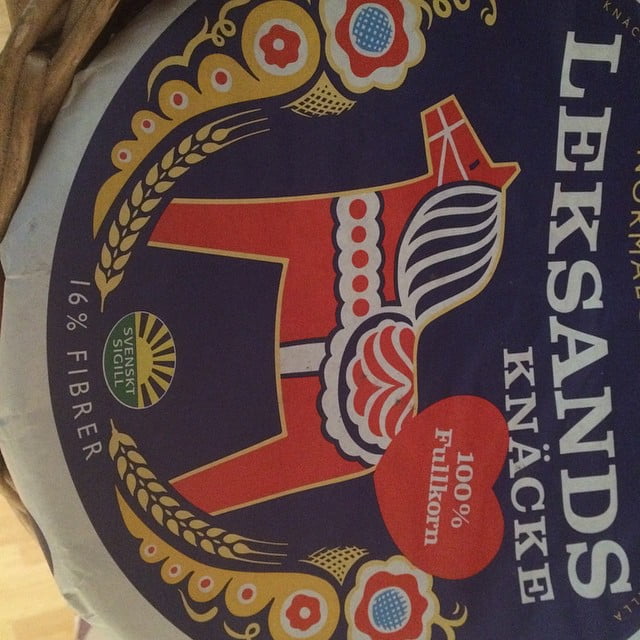 LEKSANDS
KNÄCKE
100%
Fullkorn
SVENSKT
SIGILL
16% FIBRER